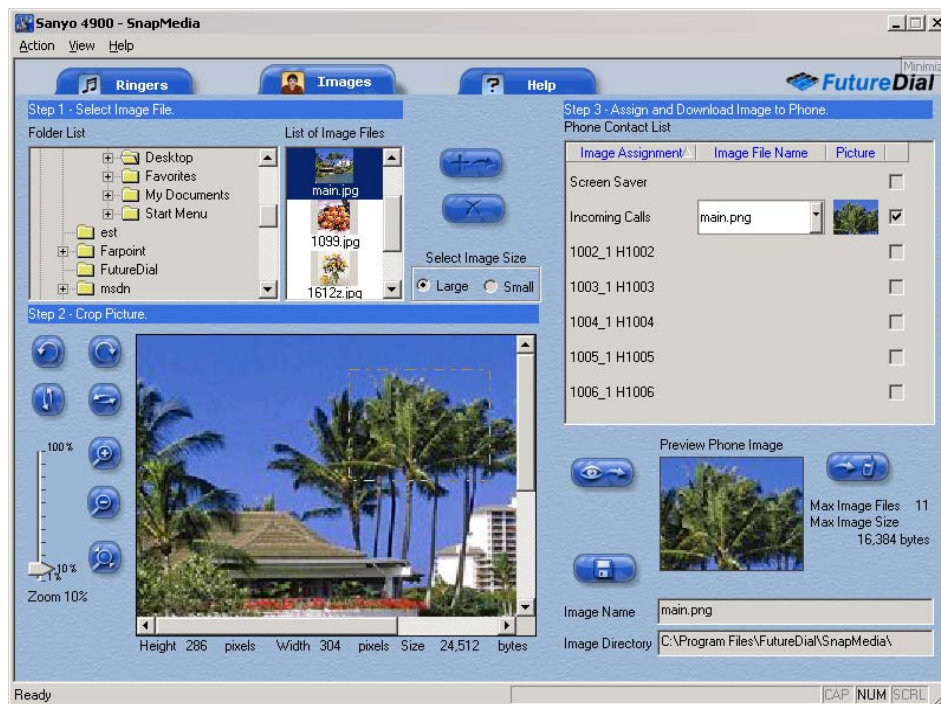 Sanyo 4900 - SnapMedia
Action View Help
Minimiz
Ringers
Images
Help
FutureDial
Step 1 - Select Image File.
Folder List
List of Image Files
Desktop
Favorites
My Documents
Start Menu
est
Farpoint
FutureDial
msdn
main.jpg
1099.jpg
1612z.jpg
Select Image Size
Large Small
Step 2 - Crop Picture.
100%
10%
1%
Zoom 10%
Height 286 pixels Width 304 pixels Size 24,512 bytes
Step 3 - Assign and Download Image to Phone.
Phone Contact List
Image Assignment Image File Name Picture
Screen Saver
Incoming Calls main.png
1002_1 H1002
1003_1 H1003
1004_1 H1004
1005_1 H1005
1006_1 H1006
Preview Phone Image
Max Image Files 11
Max Image Size
16,384 bytes
Image Name main.png
Image Directory C:\Program Files\FutureDial\SnapMedia\
Ready
CAP NUM SCRL